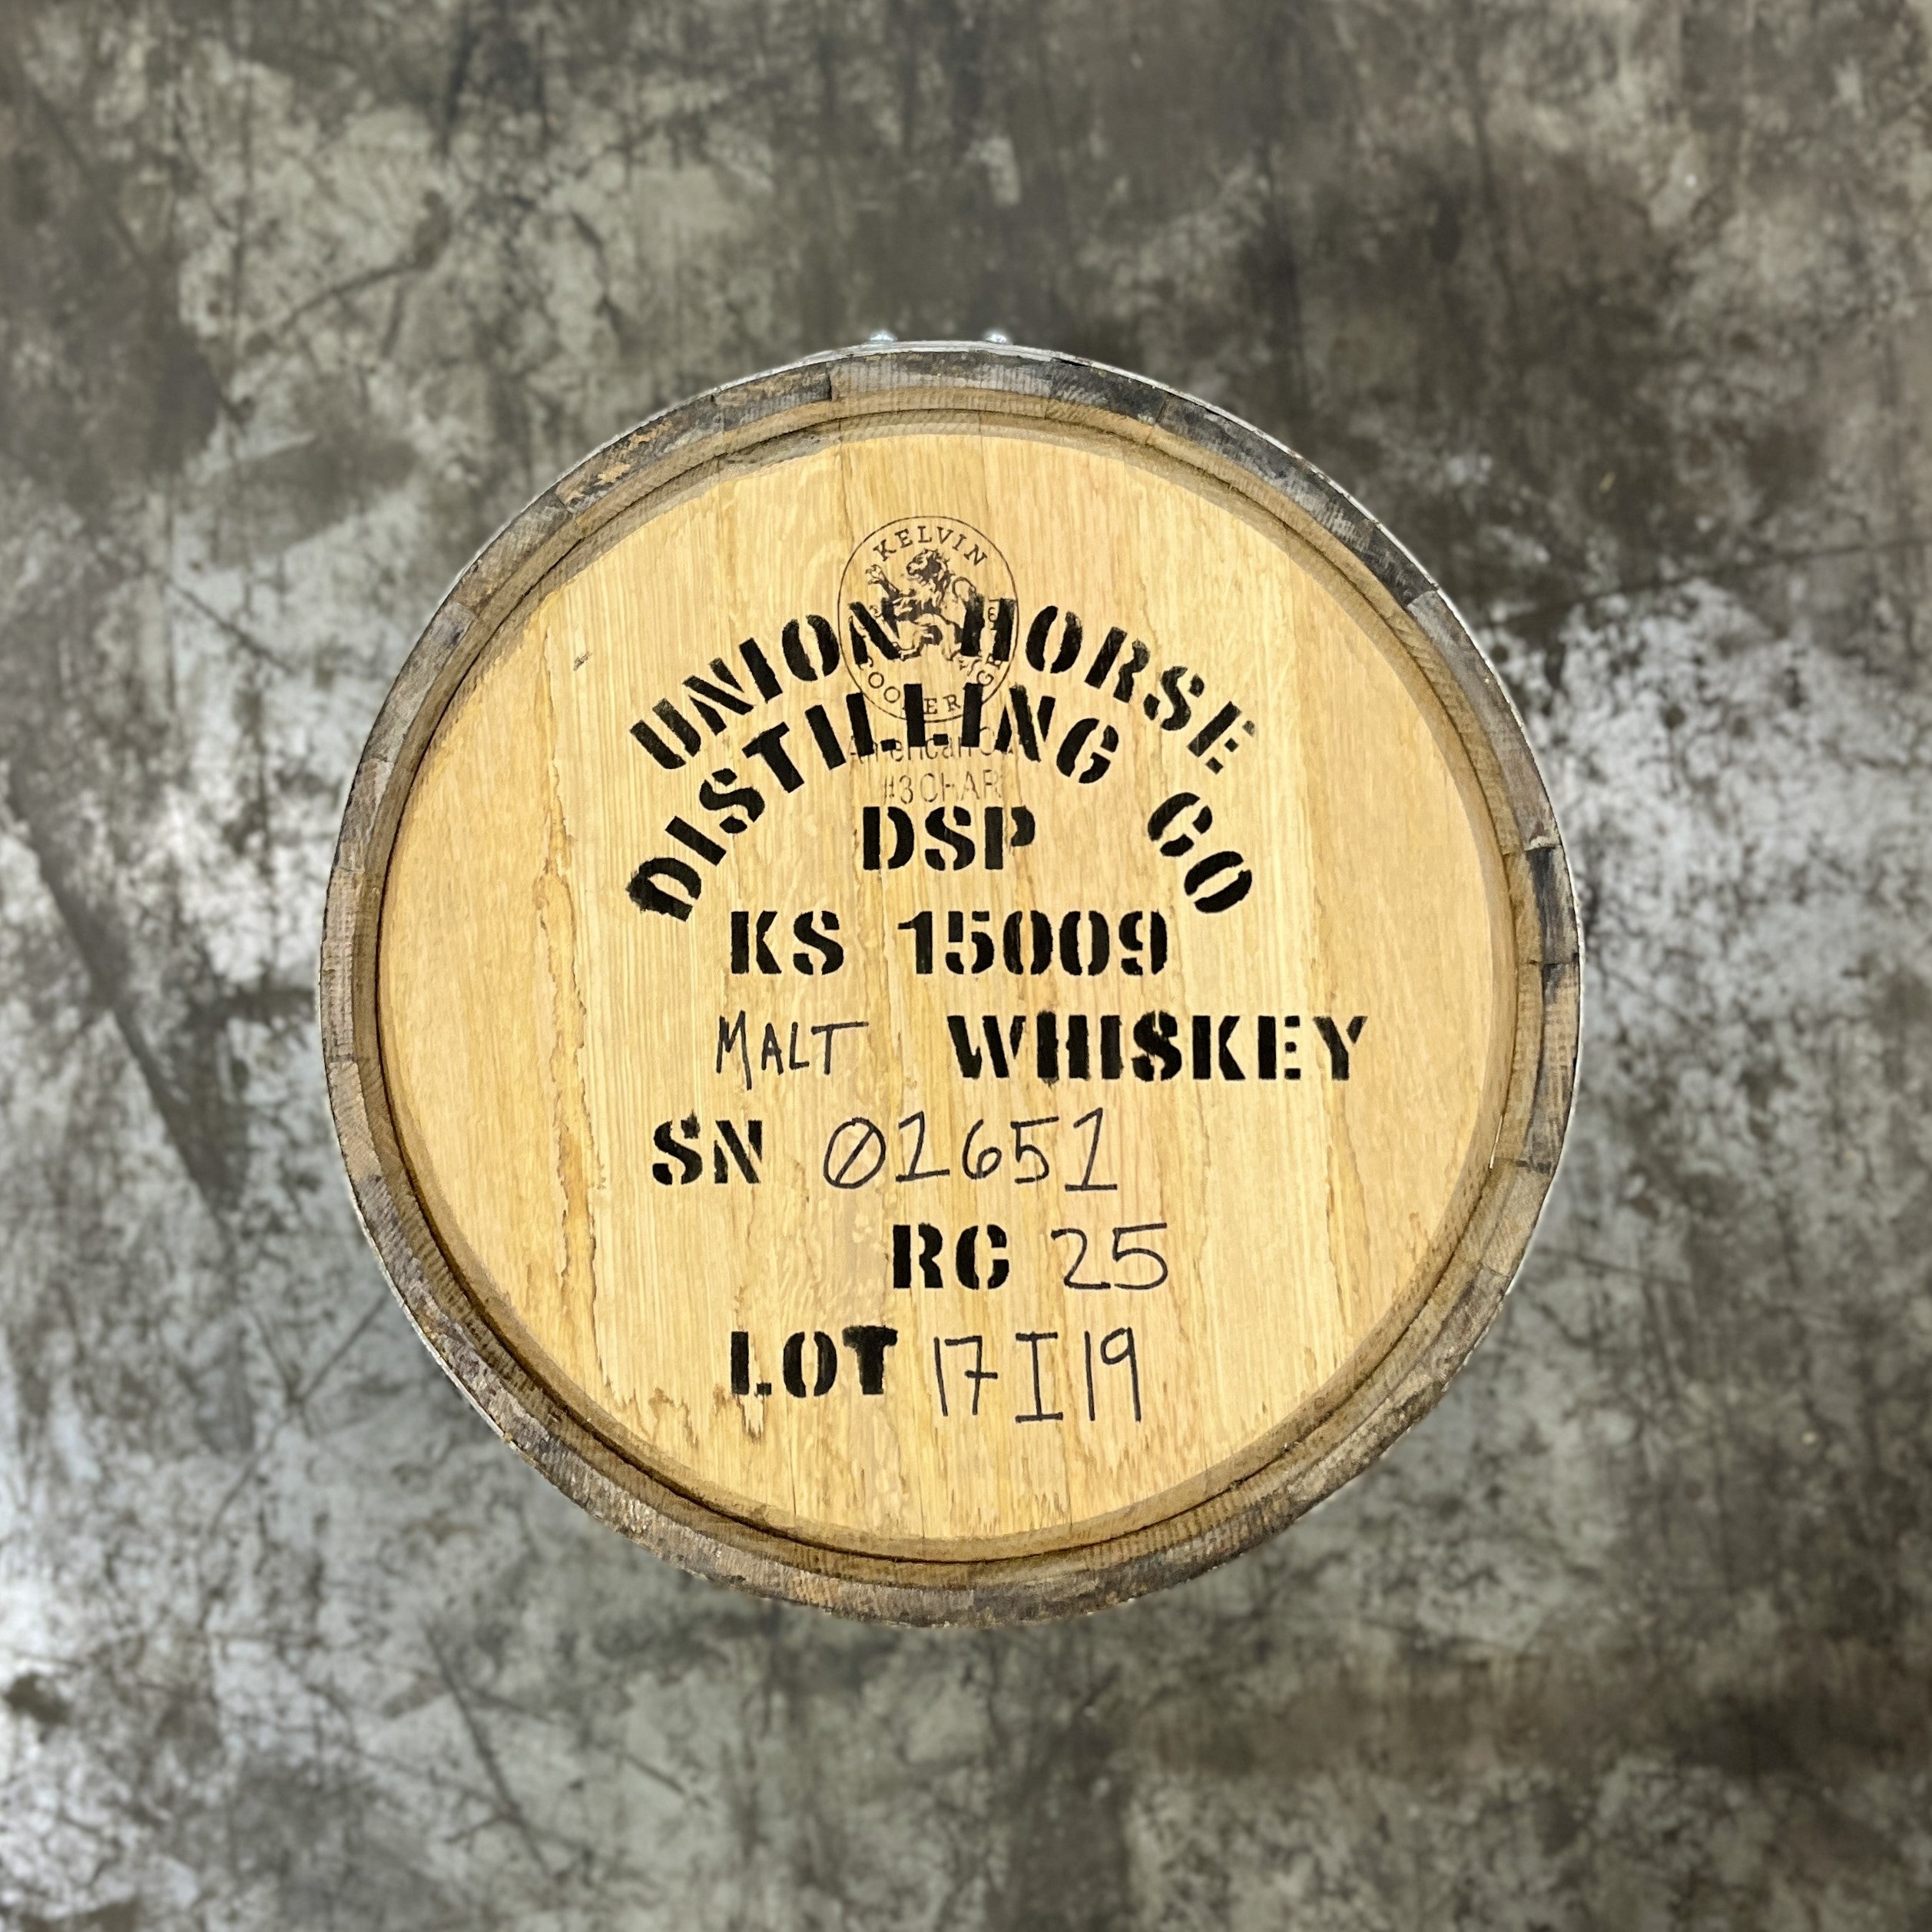 KELVIN
COOPERAGE
UNION HORSE
DISTILLING CO
American Oak
#3 CHAR
DSP
KS 15009
MALT WHISKEY
SN 01651
RC 25
LOT 17I19